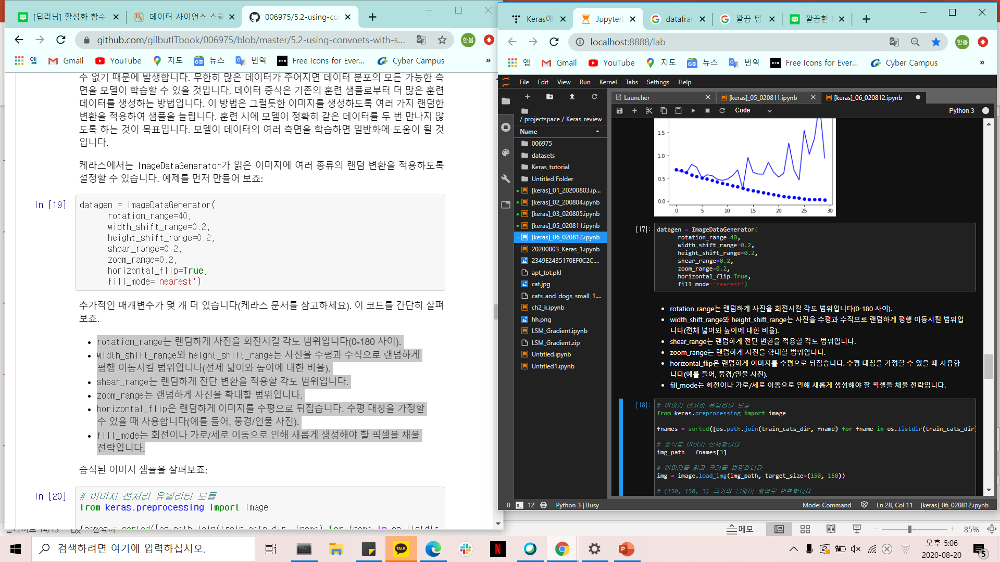 [딥러닝] 활성화 함수
데이터 사이언스 스쿨
006975/5.2-using-co
github.com/gilbutITbook/006975/blob/master/5.2-using-convnets-with-s...
한봄
앱
Gmail
YouTube
지도
뉴스
번역
Free Icons for Ever...
Cyber Campus
»
수 없기 때문에 발생합니다. 무한히 많은 데이터가 주어지면 데이터 분포의 모든 가능한 측
면을 모델이 학습할 수 있을 것입니다. 데이터 증식은 기존의 훈련 샘플로부터 더 많은 훈련
데이터를 생성하는 방법입니다. 이 방법은 그럴듯한 이미지를 생성하도록 여러 가지 랜덤한
변환을 적용하여 샘플을 늘립니다. 훈련 시에 모델이 정확히 같은 데이터를 두 번 만나지 않
도록 하는 것이 목표입니다. 모델이 데이터의 여러 측면을 학습하면 일반화에 도움이 될 것
입니다.
케라스에서는 ImageDataGenerator가 읽은 이미지에 여러 종류의 랜덤 변환을 적용하도록
설정할 수 있습니다. 예제를 먼저 만들어 보죠:
In [19]:
datagen = ImageDataGenerator(
rotation_range=40,
width_shift_range=0.2,
height_shift_range=0.2,
shear_range=0.2,
zoom_range=0.2,
horizontal_flip=True,
fill_mode='nearest')
추가적인 매개변수가 몇 개 더 있습니다(케라스 문서를 참고하세요). 이 코드를 간단히 살펴
보죠.
• rotation_range는 랜덤하게 사진을 회전시킬 각도 범위입니다(0-180 사이).
• width_shift_range와 height_shift_range는 사진을 수평과 수직으로 랜덤하게
평행 이동시킬 범위입니다(전체 넓이와 높이에 대한 비율).
• shear_range는 랜덤하게 전단 변환을 적용할 각도 범위입니다.
• zoom_range는 랜덤하게 사진을 확대할 범위입니다.
• horizontal_flip은 랜덤하게 이미지를 수평으로 뒤집습니다. 수평 대칭을 가정할
수 있을 때 사용합니다(예를 들어, 풍경/인물 사진).
• fill_mode는 회전이나 가로/세로 이동으로 인해 새롭게 생성해야 할 픽셀을 채울
전략입니다.
증식된 이미지 샘플을 살펴보죠:
In [20]:
# 이미지 전처리 유틸리티 모듈
from keras.preprocessing import image
fnames = sorted([os.path.join(train_cats_dir, fname) for fname in os.listdir
Keras에
JupyterL
datafrar
깔끔 템
깔끔한
localhost:8888/lab
한봄
앱
Gmail
YouTube
지도
뉴스
번역
Free Icons for Ever...
Cyber Campus
»
File Edit View Run Kernel Tabs Settings Help
/ projectspace / Keras_review
Name
006975
datasets
Keras_tutorial
Untitled Folder
[keras]_01_20200803.ip...
[keras]_02_200804.ipynb
[keras]_03_020805.ipynb
[keras]_05_020811.ipynb
[keras]_06_020812.ipynb
20200803_Keras_1.ipynb
2349E2435170EF0C2C....
apt_tot.pkl
cat.jpg
cats_and_dogs_small_1....
ch2_k.ipynb
hh.png
LSM_Gradient.ipynb
LSM_Gradient.zip
Untitled.ipynb
Untitled1.ipynb
Launcher
[keras]_05_020811.ipynb
[keras]_06_020812.ipynb
Code
Python 3
1.5
1.0
0.5
0.0
0 5 10 15 20 25 30
[17]:
datagen = ImageDataGenerator(
rotation_range=40,
width_shift_range=0.2,
height_shift_range=0.2,
shear_range=0.2,
zoom_range=0.2,
horizontal_flip=True,
fill_mode='nearest')
• rotation_range는 랜덤하게 사진을 회전시킬 각도 범위입니다(0-180 사이).
• width_shift_range와 height_shift_range는 사진을 수평과 수직으로 랜덤하게 평행 이동시킬 범위입
니다(전체 넓이와 높이에 대한 비율).
• shear_range는 랜덤하게 전단 변환을 적용할 각도 범위입니다.
• zoom_range는 랜덤하게 사진을 확대할 범위입니다.
• horizontal_flip은 랜덤하게 이미지를 수평으로 뒤집습니다. 수평 대칭을 가정할 수 있을 때 사용합
니다(예를 들어, 풍경/인물 사진).
• fill_mode는 회전이나 가로/세로 이동으로 인해 새롭게 생성해야 할 픽셀을 채울 전략입니다.
[18]:
# 이미지 전처리 유틸리티 모듈
from keras.preprocessing import image
fnames = sorted([os.path.join(train_cats_dir, fname) for fname in os.listdir(train_cats_dir
# 증식할 이미지 선택합니다
img_path = fnames[3]
# 이미지를 읽고 크기를 변경합니다
img = image.load_img(img_path, target_size=(150, 150))
# (150, 150, 3) 크기의 넘파이 배열로 변환합니다
0 12 Python 3 | Busy
Mode: Command
Ln 28, Col 11
[keras]_06_020812.ipynb
슬라이드 14/15
한국어
메모
85%
검색하려면 여기에 입력하십시오.
TALK
오후 5:06
2020-08-20
5